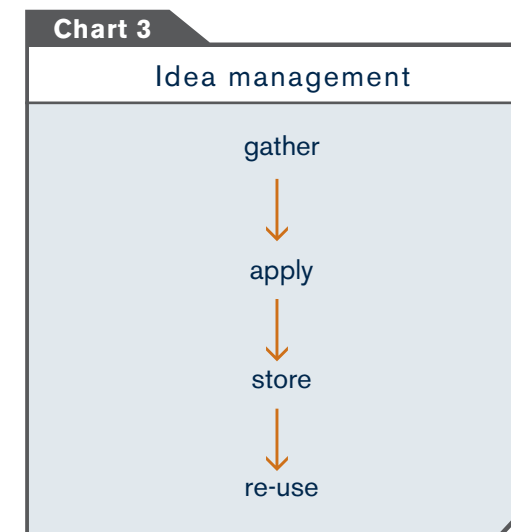 Chart 3
Idea management
gather
apply
store
re-use